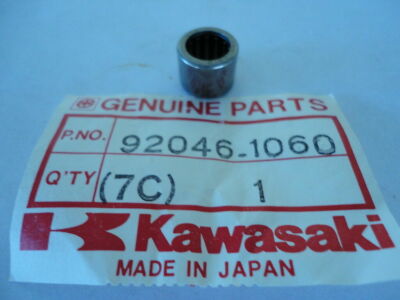 GENUINE PARTS
P.NO. 92046-1060
Q'TY (7C) 1
Kawasaki
MADE IN JAPAN